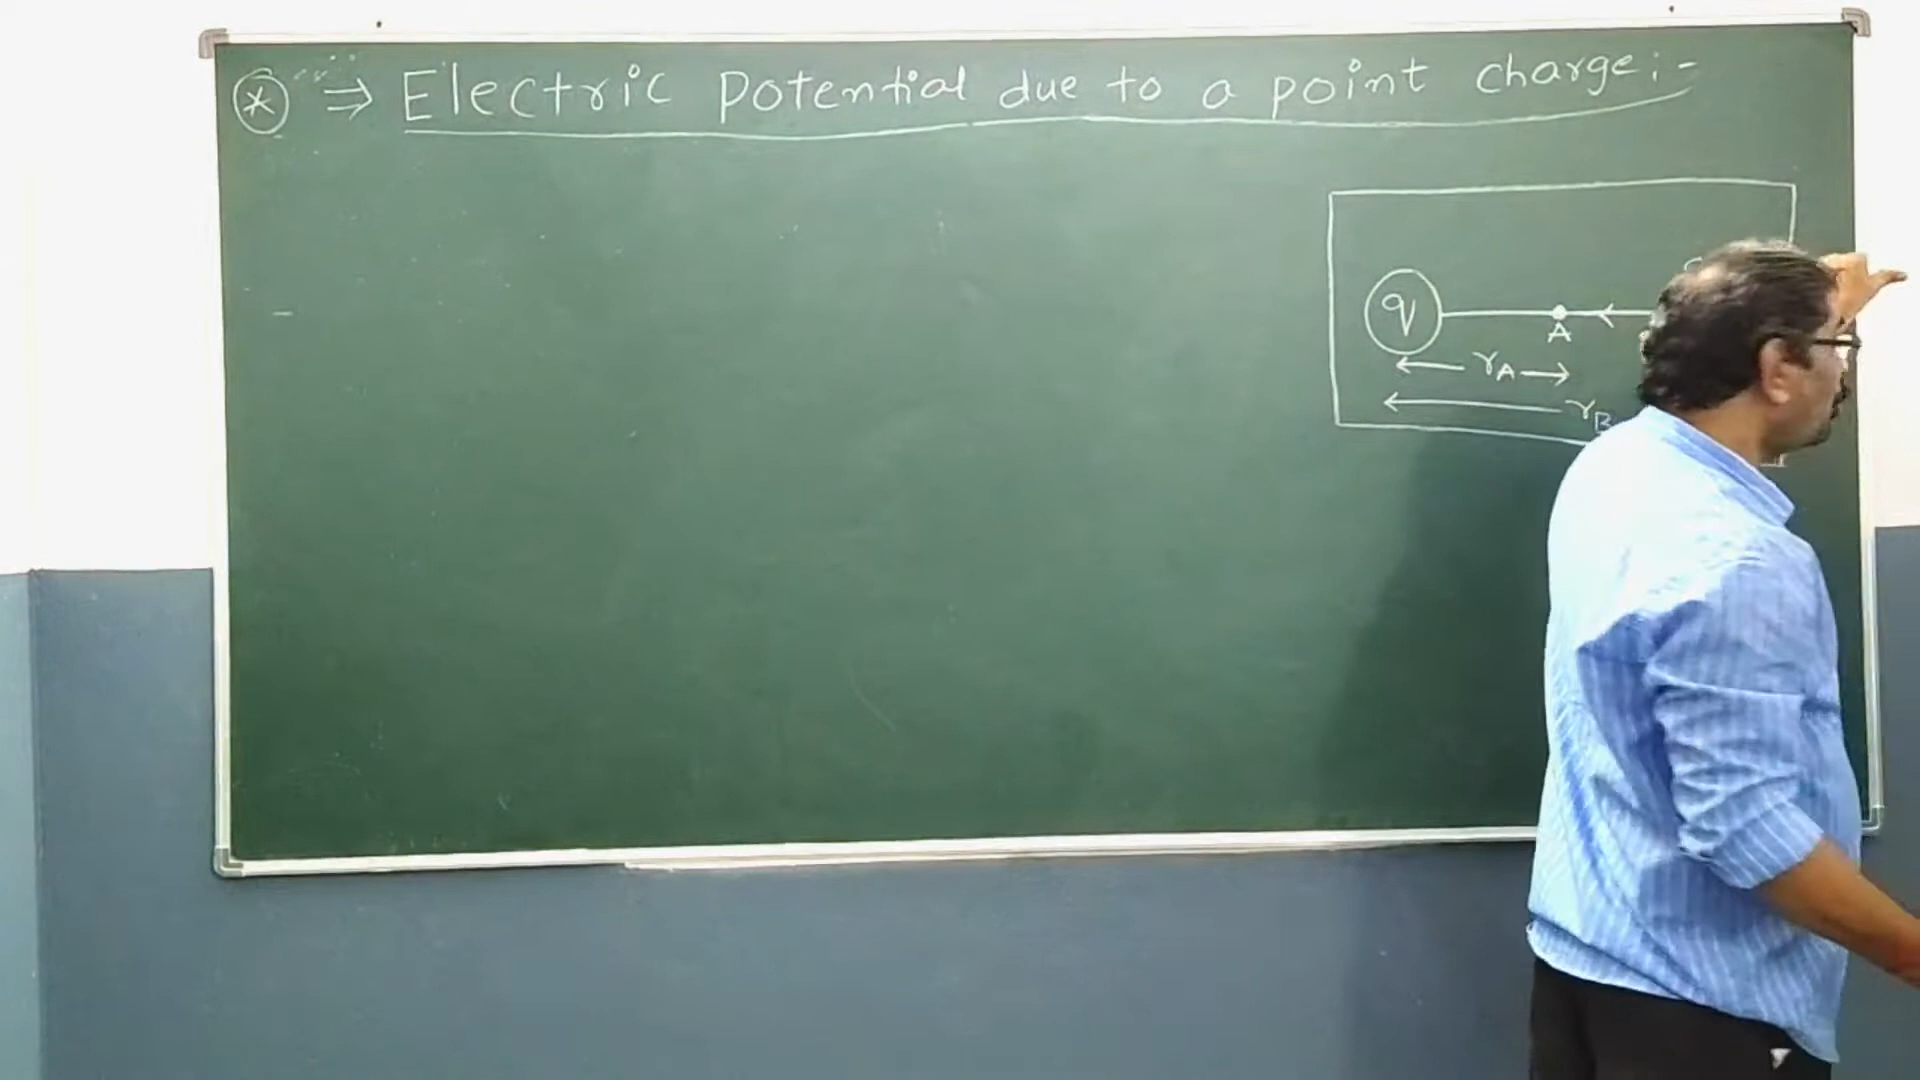 * ⇒ Electric potential due to a point charge:-
q
A
rA
rB